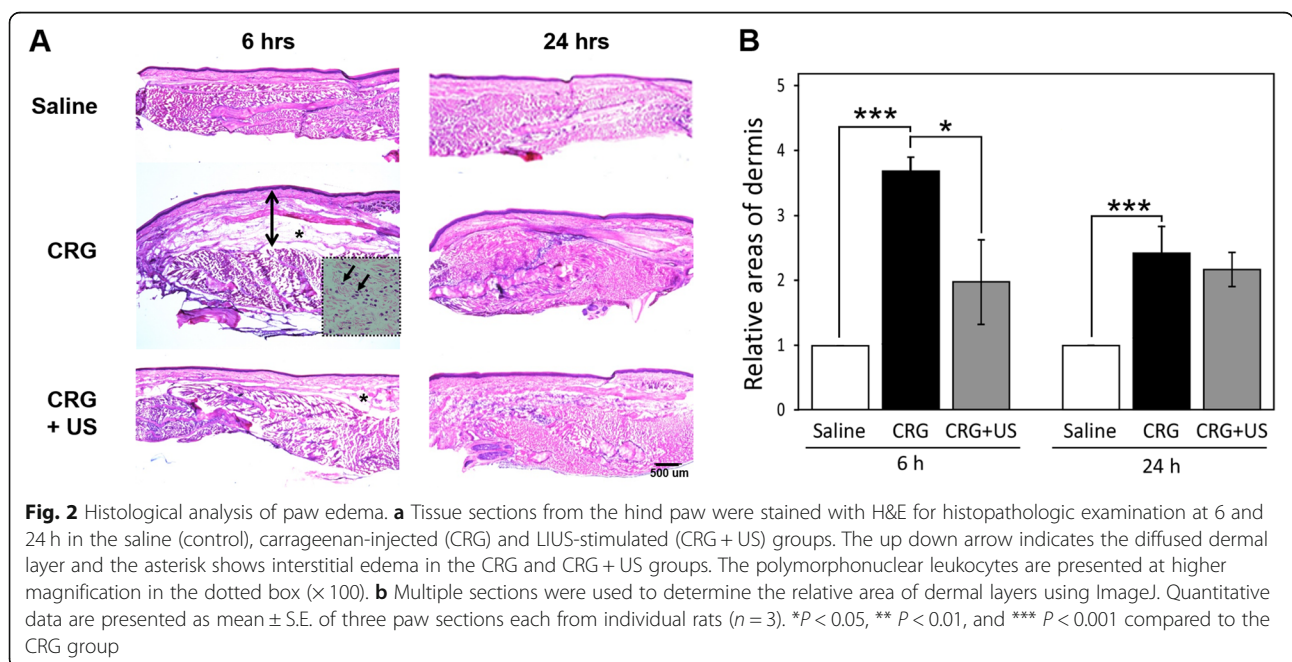 A
6 hrs
24 hrs
Saline
CRG
*
CRG
+ US
*
500 um
B
Relative areas of dermis
5
4
3
2
1
0
***
*
***
Saline
CRG
CRG+US
Saline
CRG
CRG+US
6 h
24 h
Fig. 2 Histological analysis of paw edema. a Tissue sections from the hind paw were stained with H&E for histopathologic examination at 6 and
24 h in the saline (control), carrageenan-injected (CRG) and LIUS-stimulated (CRG + US) groups. The up down arrow indicates the diffused dermal
layer and the asterisk shows interstitial edema in the CRG and CRG + US groups. The polymorphonuclear leukocytes are presented at higher
magnification in the dotted box (× 100). b Multiple sections were used to determine the relative area of dermal layers using ImageJ. Quantitative
data are presented as mean ± S.E. of three paw sections each from individual rats (n = 3). *P < 0.05, ** P < 0.01, and *** P < 0.001 compared to the
CRG group